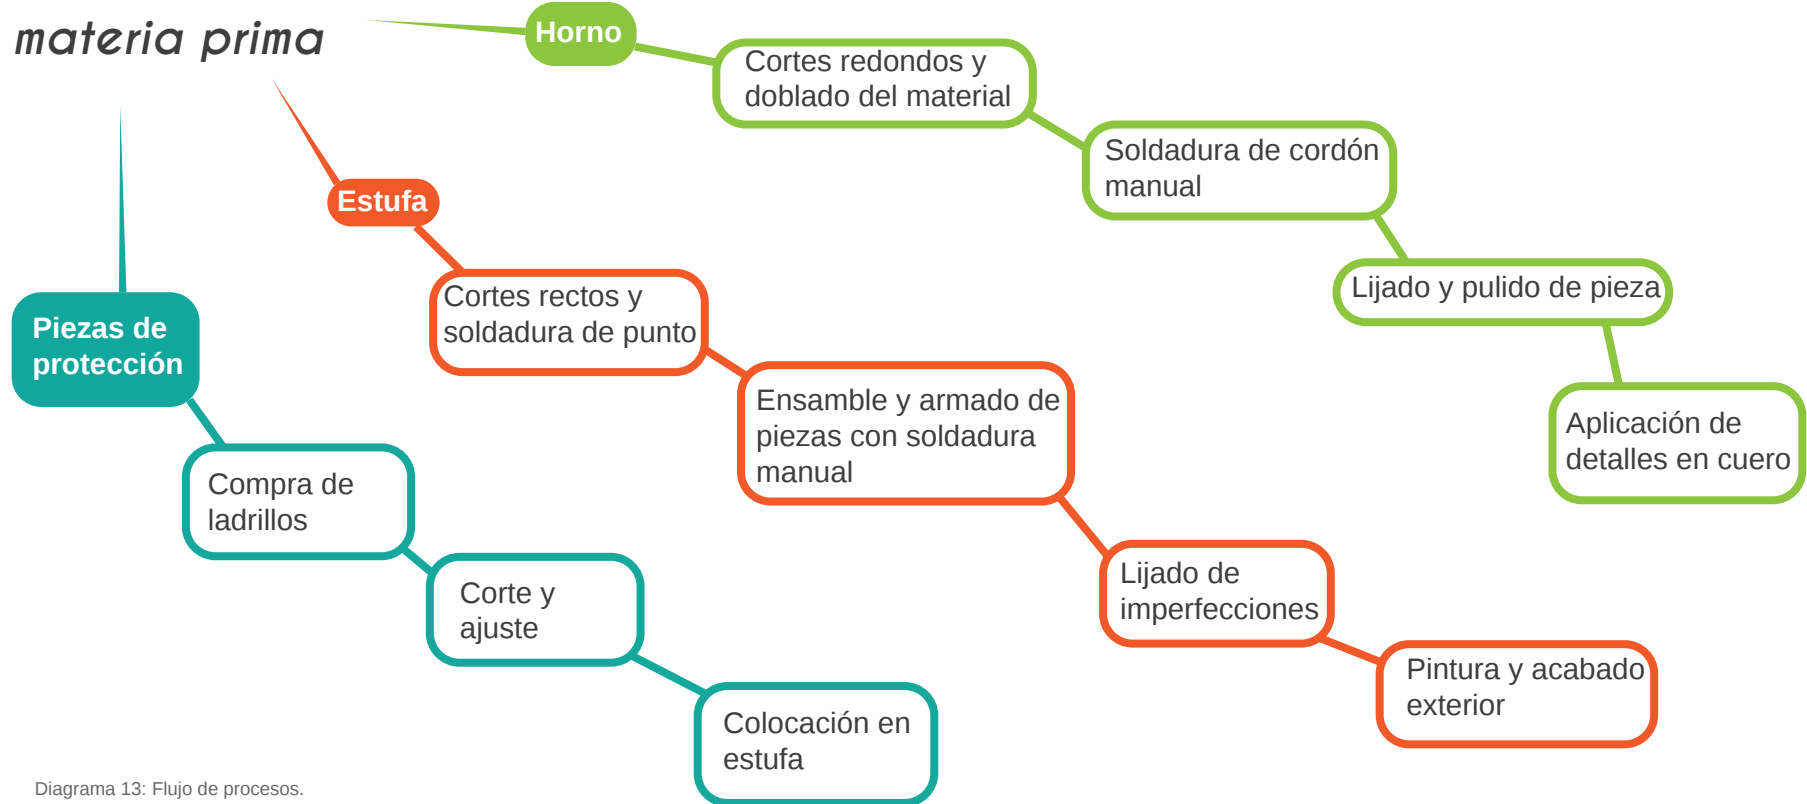 materia prima
Horno
Cortes redondos y
doblado del material
Soldadura de cordón
manual
Lijado y pulido de pieza
Aplicación de
detalles en cuero
Estufa
Cortes rectos y
soldadura de punto
Ensamble y armado de
piezas con soldadura
manual
Lijado de
imperfecciones
Pintura y acabado
exterior
Piezas de
protección
Compra de
ladrillos
Corte y
ajuste
Colocación en
estufa
Diagrama 13: Flujo de procesos.